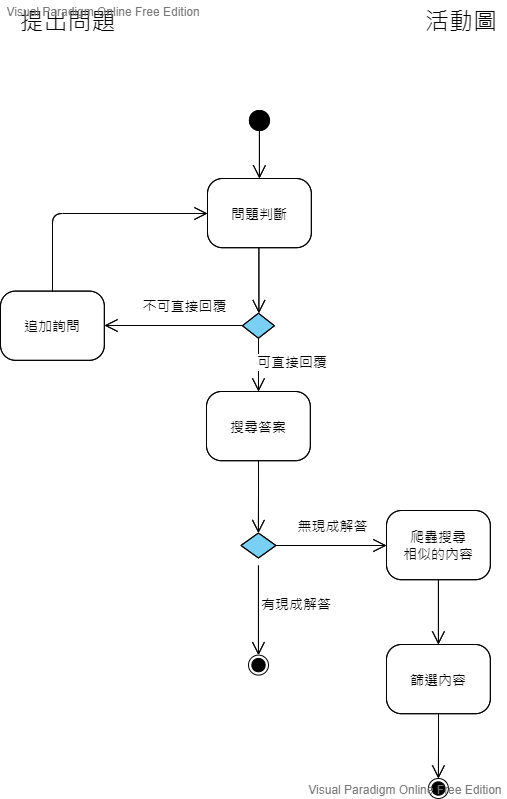 Visual Paradigm Online Free Edition
提出問題
活動圖
問題判斷
不可直接回覆
追加詢問
可直接回覆
搜尋答案
無現成解答
爬蟲搜尋
相似的內容
有現成解答
篩選內容
Visual Paradigm Online Free Edition